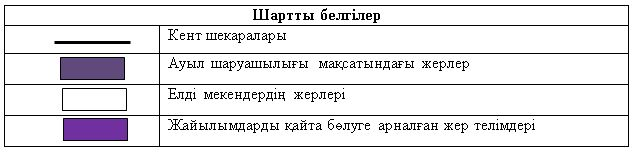 Шартты белгілер
Кент шекаралары
Ауыл шаруашылығы мақсатындағы жерлер
Елді мекендердің жерлері
Жайылымдарды қайта бөлуге арналған жер телімдері